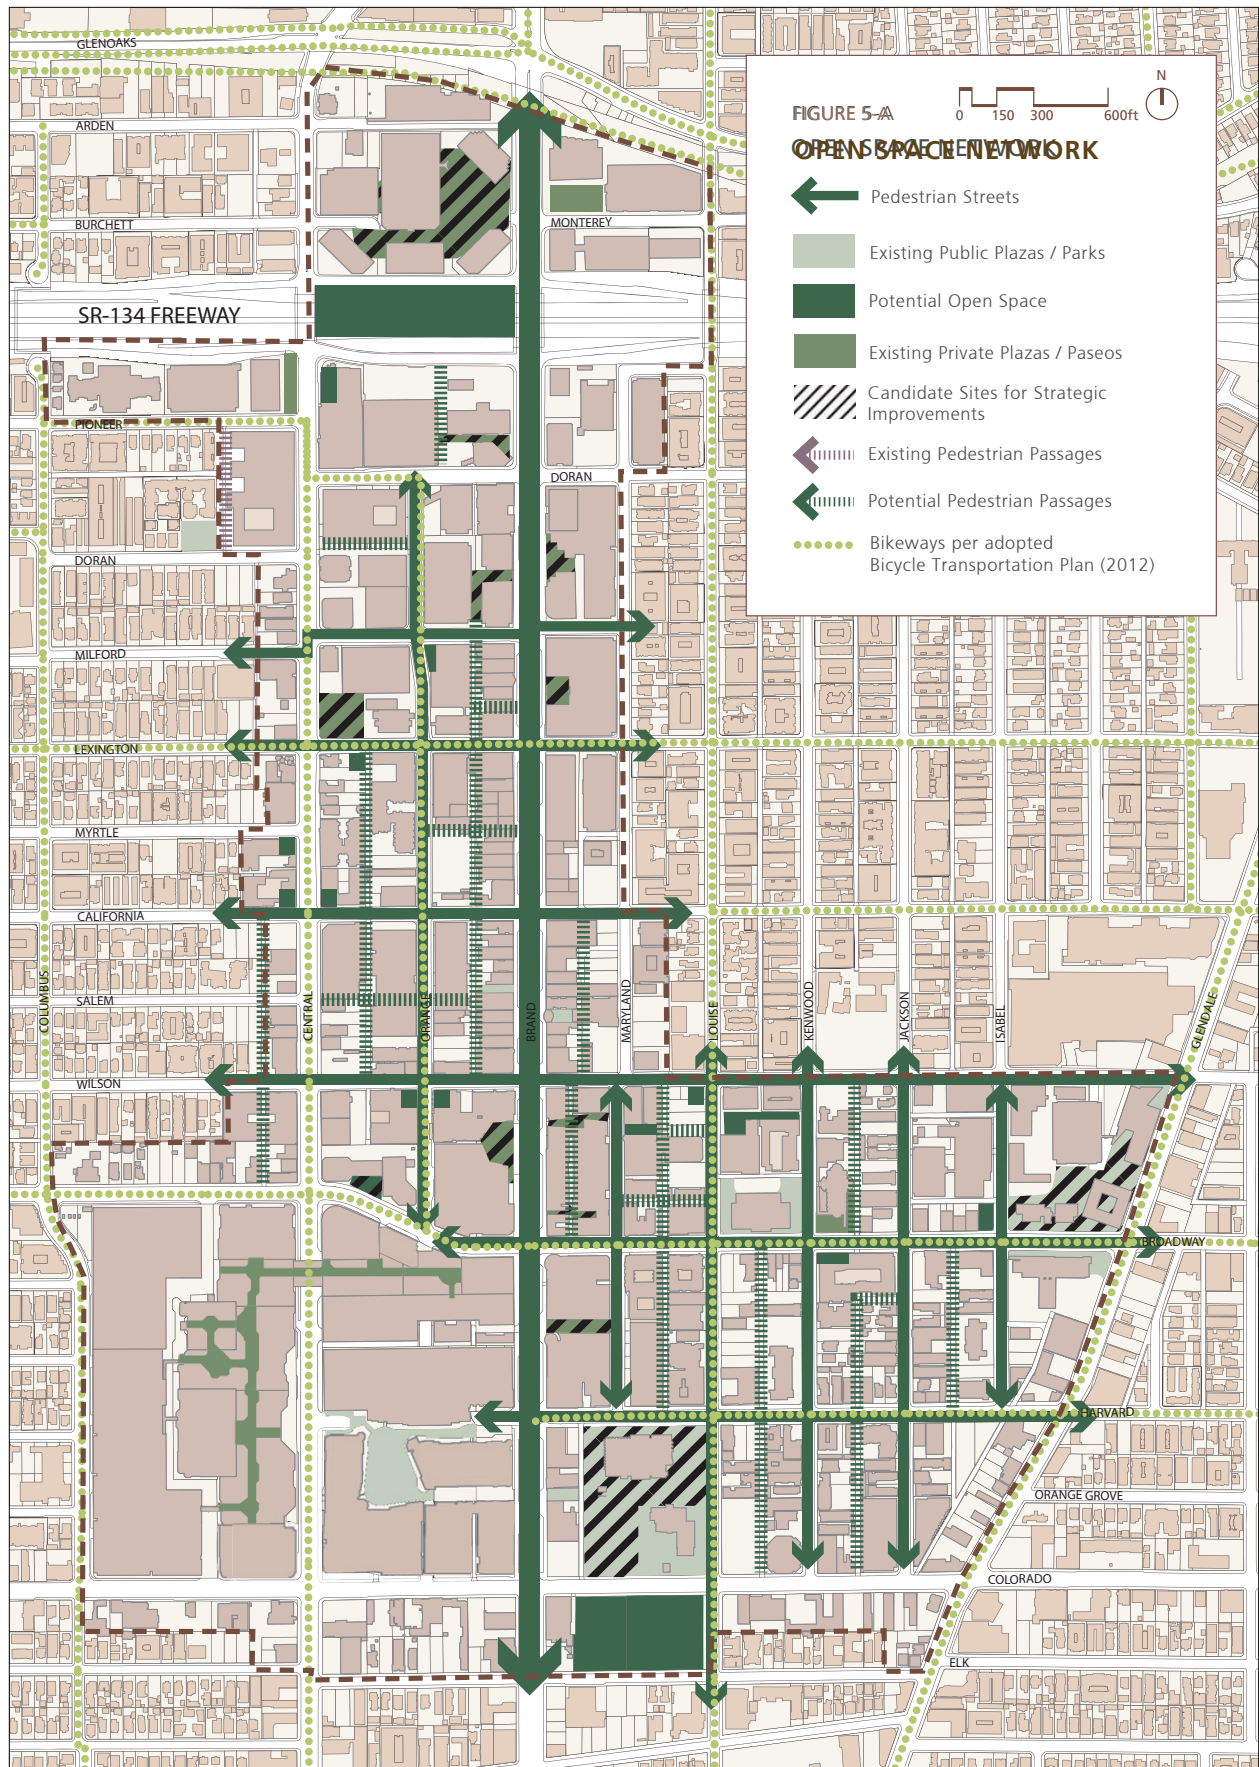 GLENOAKS
ARDEN
BURCHETT
MONTEREY
SR-134 FREEWAY
PIONEER
DORAN
DORAN
MILFORD
LEXINGTON
MYRTLE
CALIFORNIA
SALEM
WILSON
COLUMBUS
CENTRAL
ORANGE
BRAND
MARYLAND
LOUISE
KENWOOD
JACKSON
ISABEL
GLENDALE
BROADWAY
HARVARD
ORANGE GROVE
COLORADO
ELK
FIGURE 5-A
0 150 300 600ft
N
OPEN SPACE NETWORK
Pedestrian Streets
Existing Public Plazas / Parks
Potential Open Space
Existing Private Plazas / Paseos
Candidate Sites for Strategic
Improvements
Existing Pedestrian Passages
Potential Pedestrian Passages
Bikeways per adopted
Bicycle Transportation Plan (2012)